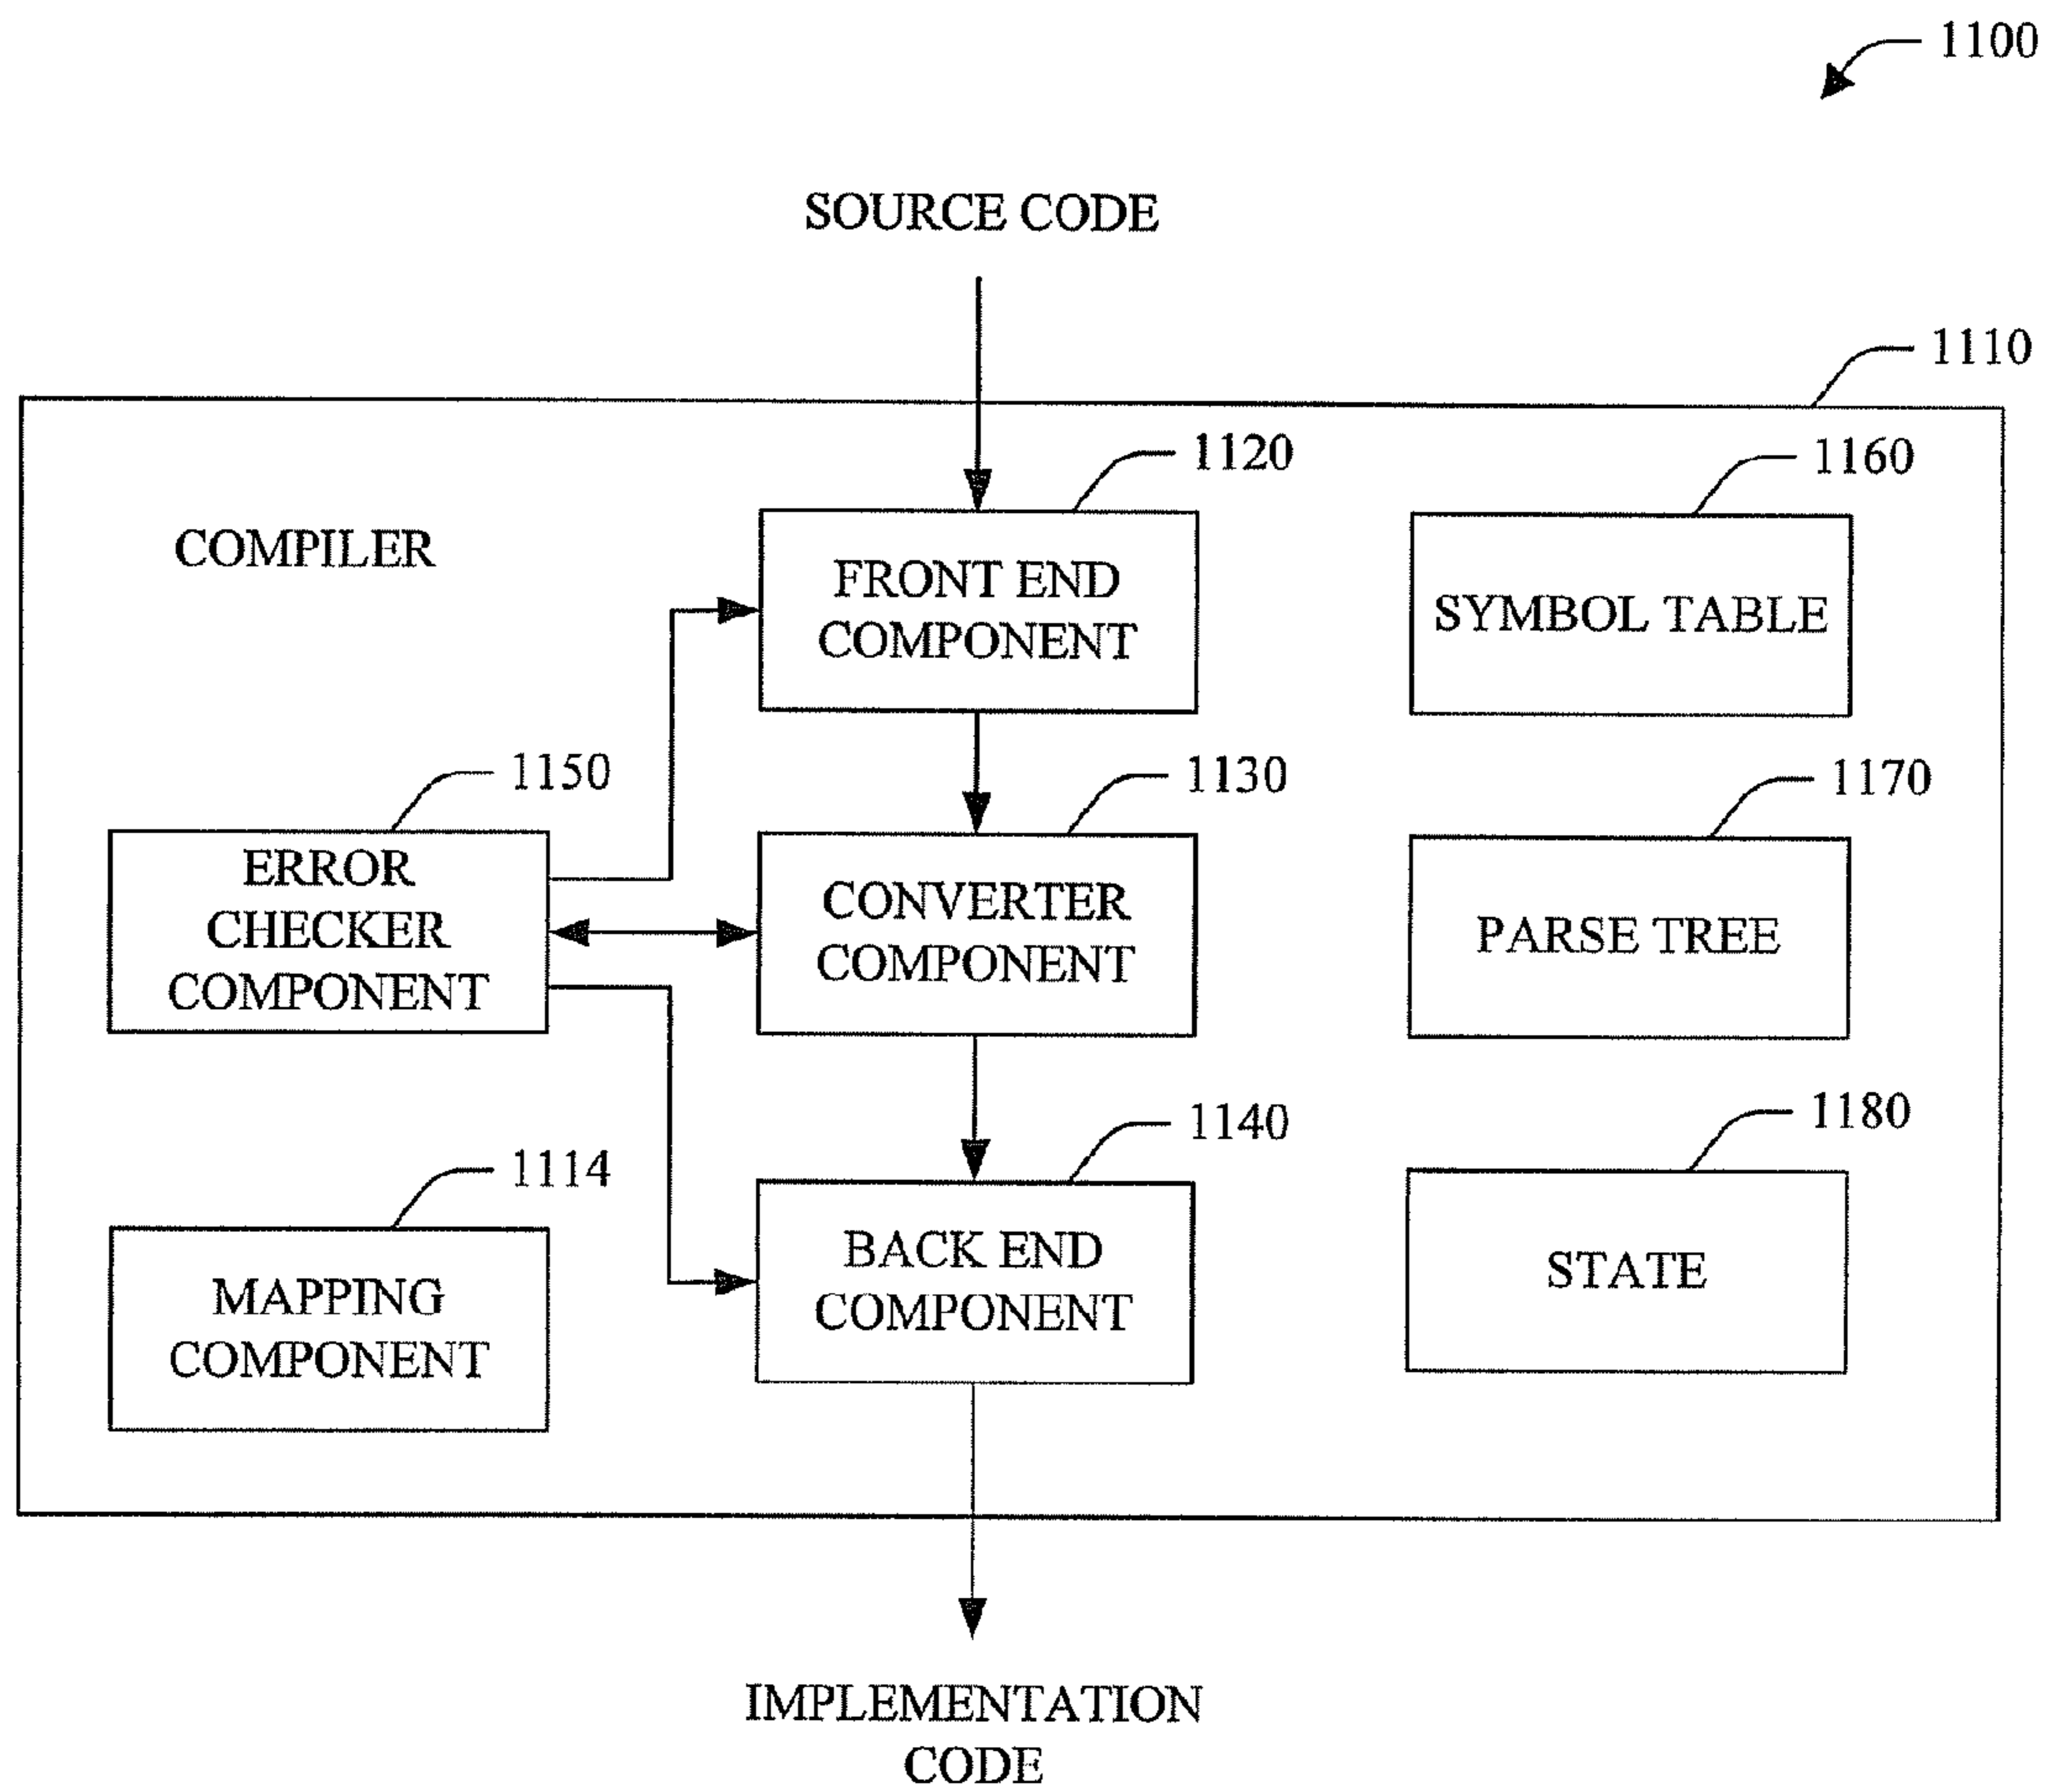 1100
SOURCE CODE
1110
1120
1160
COMPILER
FRONT END
COMPONENT
SYMBOL TABLE
1150
1130
1170
ERROR
CHECKER
COMPONENT
CONVERTER
COMPONENT
PARSE TREE
1114
1140
1180
MAPPING
COMPONENT
BACK END
COMPONENT
STATE
IMPLEMENTATION
CODE